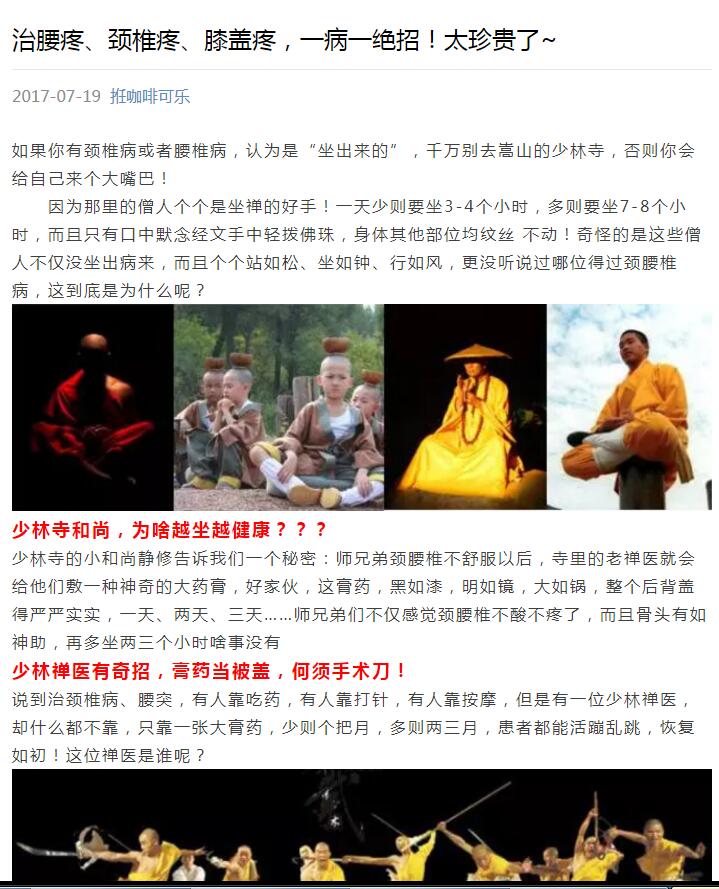 治腰疼、颈椎疼、膝盖疼，一病一绝招！太珍贵了~
2017-07-19 拰咖啡可乐
如果你有颈椎病或者腰椎病，认为是“坐出来的”，千万别去嵩山的少林寺，否则你会
给自己来个大嘴巴！
因为那里的僧人个个是坐禅的好手！一天少则要坐3-4个小时，多则要坐7-8个小
时，而且只有口中默念经文手中轻拨佛珠，身体其他部位均纹丝 不动！奇怪的是这些僧
人不仅没坐出病来，而且个个站如松、坐如钟、行如风，更没听说过哪位得过颈腰椎
病，这到底是为什么呢？
少林寺和尚，为啥越坐越健康？？？
少林寺的小和尚静修告诉我们一个秘密：师兄弟颈腰椎不舒服以后，寺里的老禅医就会
给他们敷一种神奇的大药膏，好家伙，这膏药，黑如漆，明如镜，大如锅，整个后背盖
得严严实实，一天、两天、三天……师兄弟们不仅感觉颈腰椎不酸不疼了，而且骨头有如
神助，再多坐两三个小时啥事没有
少林禅医有奇招，膏药当被盖，何须手术刀！
说到治颈椎病、腰突，有人靠吃药，有人靠打针，有人靠按摩，但是有一位少林禅医，
却什么都不靠，只靠一张大膏药，少则个把月，多则两三月，患者都能活蹦乱跳，恢复
如初！这位禅医是谁呢？